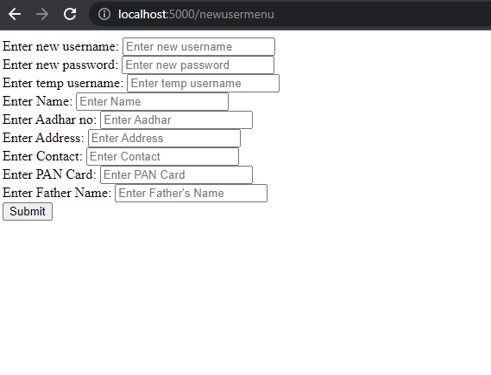 localhost:5000/newusermenu
Enter new username: Enter new username
Enter new password: Enter new password
Enter temp username: Enter temp username
Enter Name: Enter Name
Enter Aadhar no: Enter Aadhar
Enter Address: Enter Address
Enter Contact: Enter Contact
Enter PAN Card: Enter PAN Card
Enter Father Name: Enter Father's Name
Submit